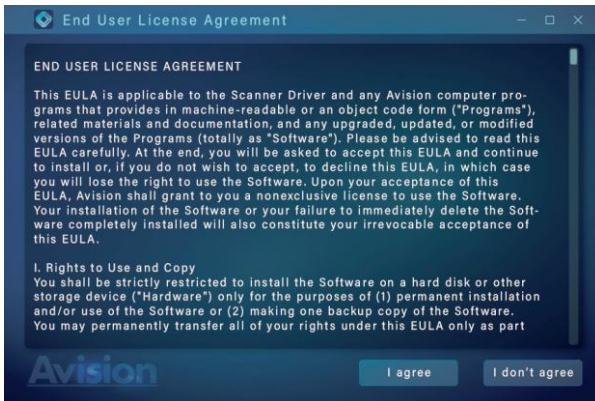 End User License Agreement
END USER LICENSE AGREEMENT
This EULA is applicable to the Scanner Driver and any Avision computer pro-
grams that provides in machine-readable or an object code form ("Programs"),
related materials and documentation, and any upgraded, updated, or modified
versions of the Programs (totally as "Software"). Please be advised to read this
EULA carefully. At the end, you will be asked to accept this EULA and continue
to install or, if you do not wish to accept, to decline this EULA, in which case
you will lose the right to use the Software. Upon your acceptance of this
EULA, Avision shall grant to you a nonexclusive license to use the Software.
Your installation of the Software or your failure to immediately delete the Soft-
ware completely installed will also constitute your irrevocable acceptance of
this EULA.
I. Rights to Use and Copy
You shall be strictly restricted to install the Software on a hard disk or other
storage device ("Hardware") only for the purposes of (1) permanent installation
and/or use of the Software or (2) making one backup copy of the Software.
You may permanently transfer all of your rights under this EULA only as part
Avision
I agree
I don't agree